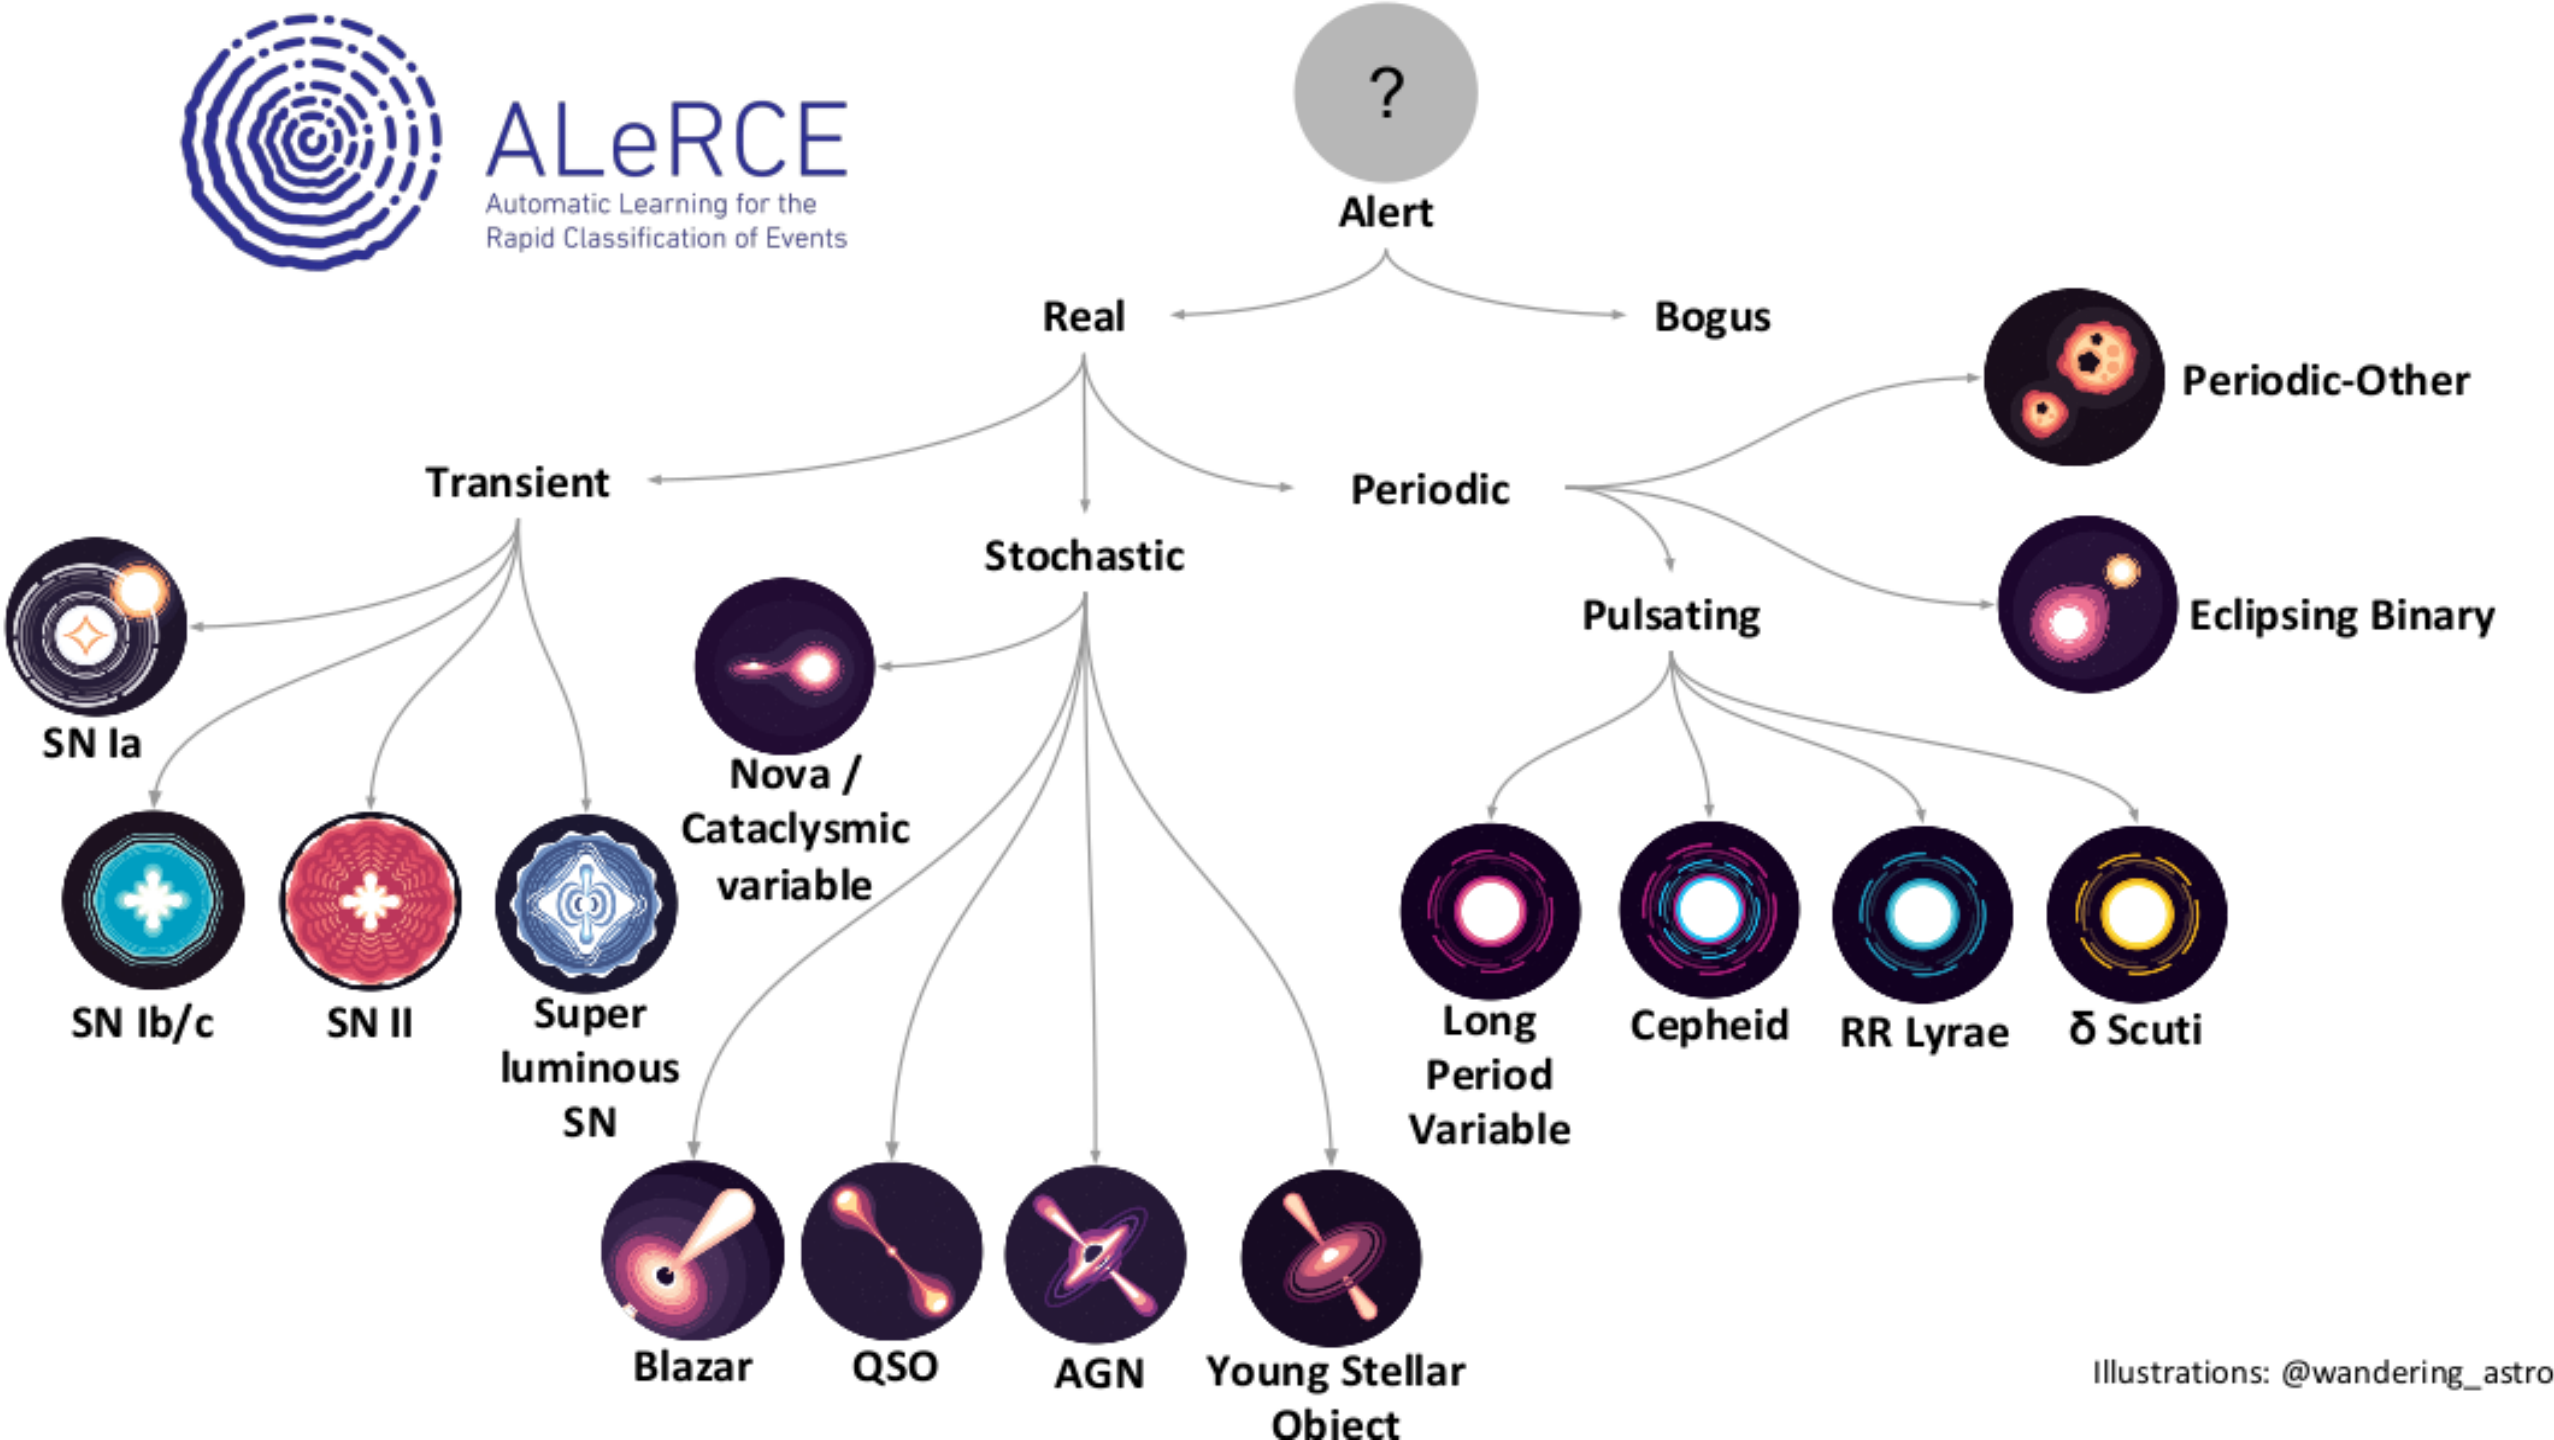 ?
ALeRCE
Automatic Learning for the
Rapid Classification of Events
Alert
Real
Bogus
Periodic-Other
Transient
Periodic
Stochastic
Pulsating
Eclipsing Binary
SN Ia
Nova /
Cataclysmic
variable
SN Ib/c
SN II
Super
luminous
SN
Long
Period
Variable
Cepheid
RR Lyrae
δ Scuti
Blazar
QSO
AGN
Young Stellar
Object
Illustrations: @wandering_astro